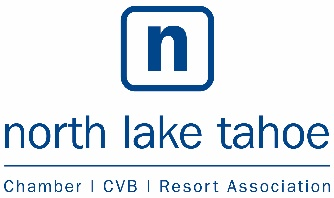 n
north lake tahoe
Chamber | CVB | Resort Association